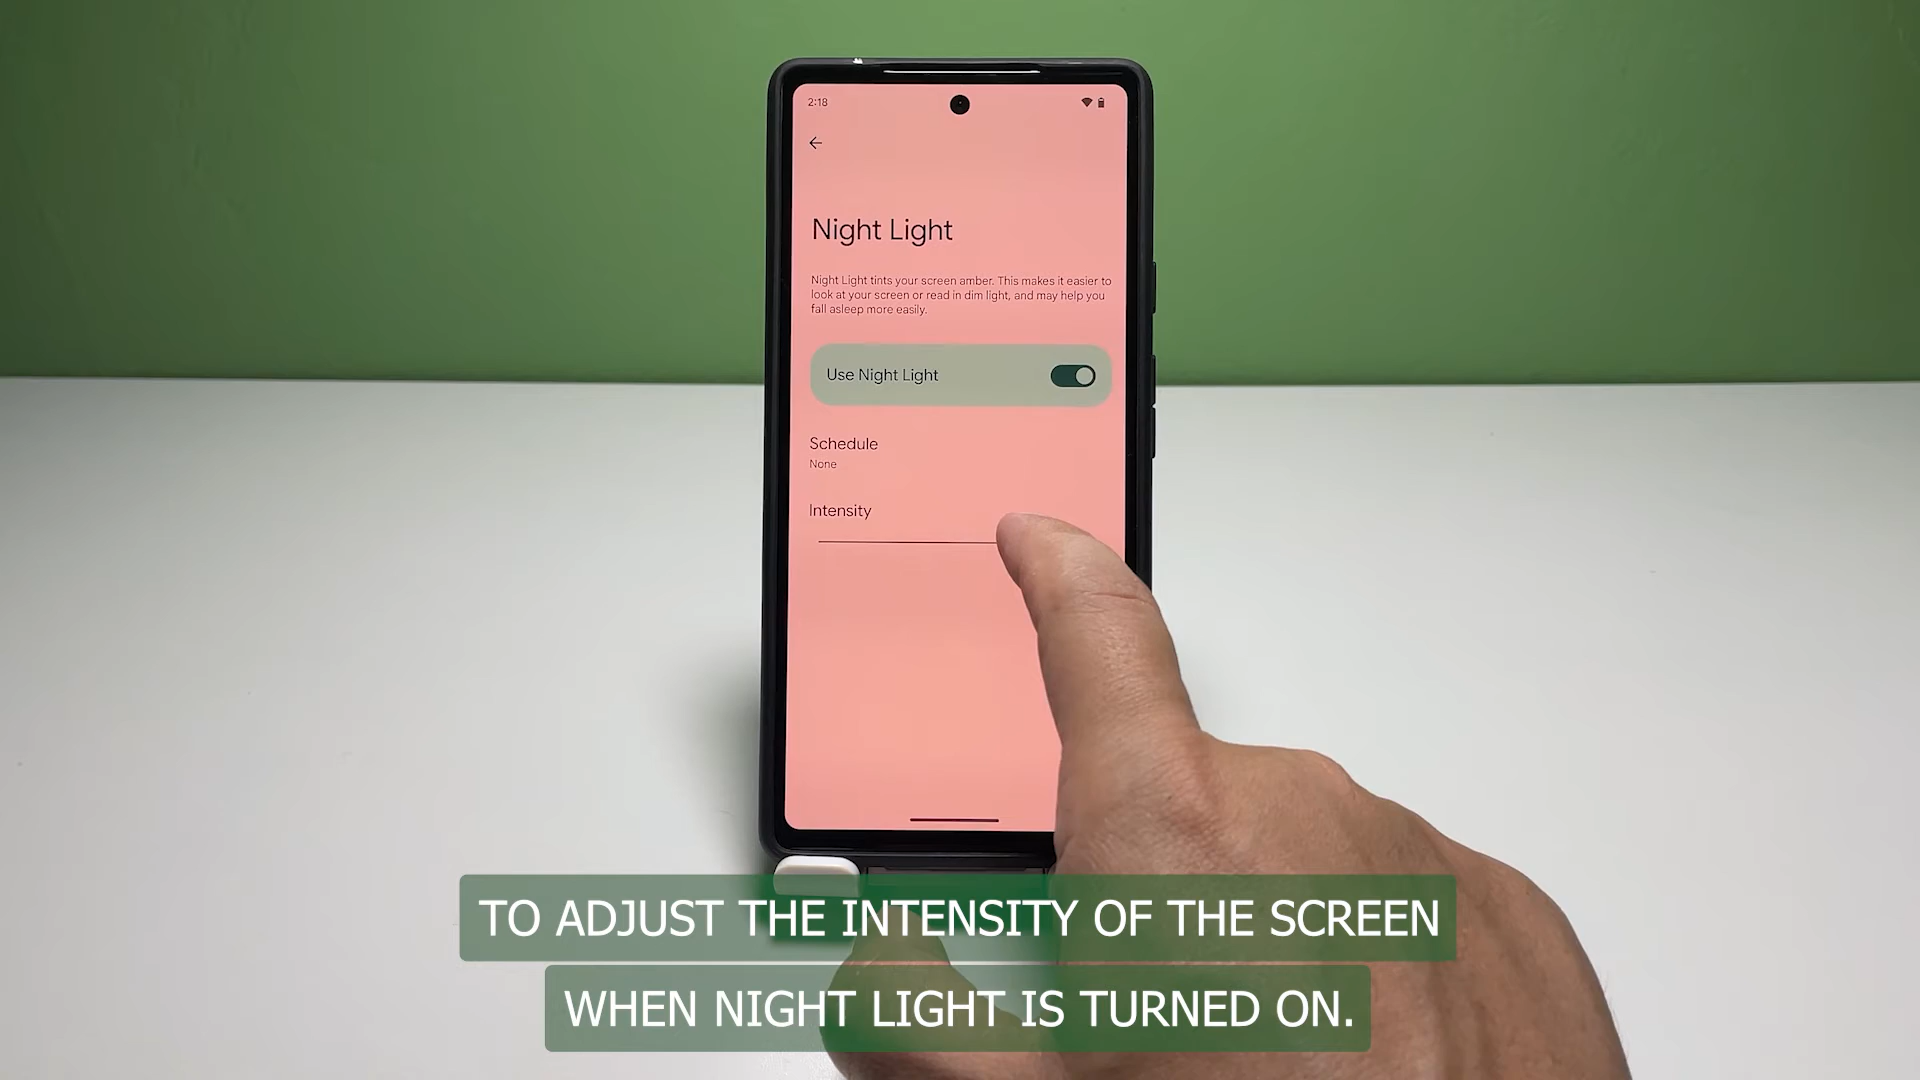 2:18
Night Light
Night Light tints your screen amber. This makes it easier to
look at your screen or read in dim light, and may help you
fall asleep more easily.
Use Night Light
Schedule
None
Intensity
TO ADJUST THE INTENSITY OF THE SCREEN
WHEN NIGHT LIGHT IS TURNED ON.